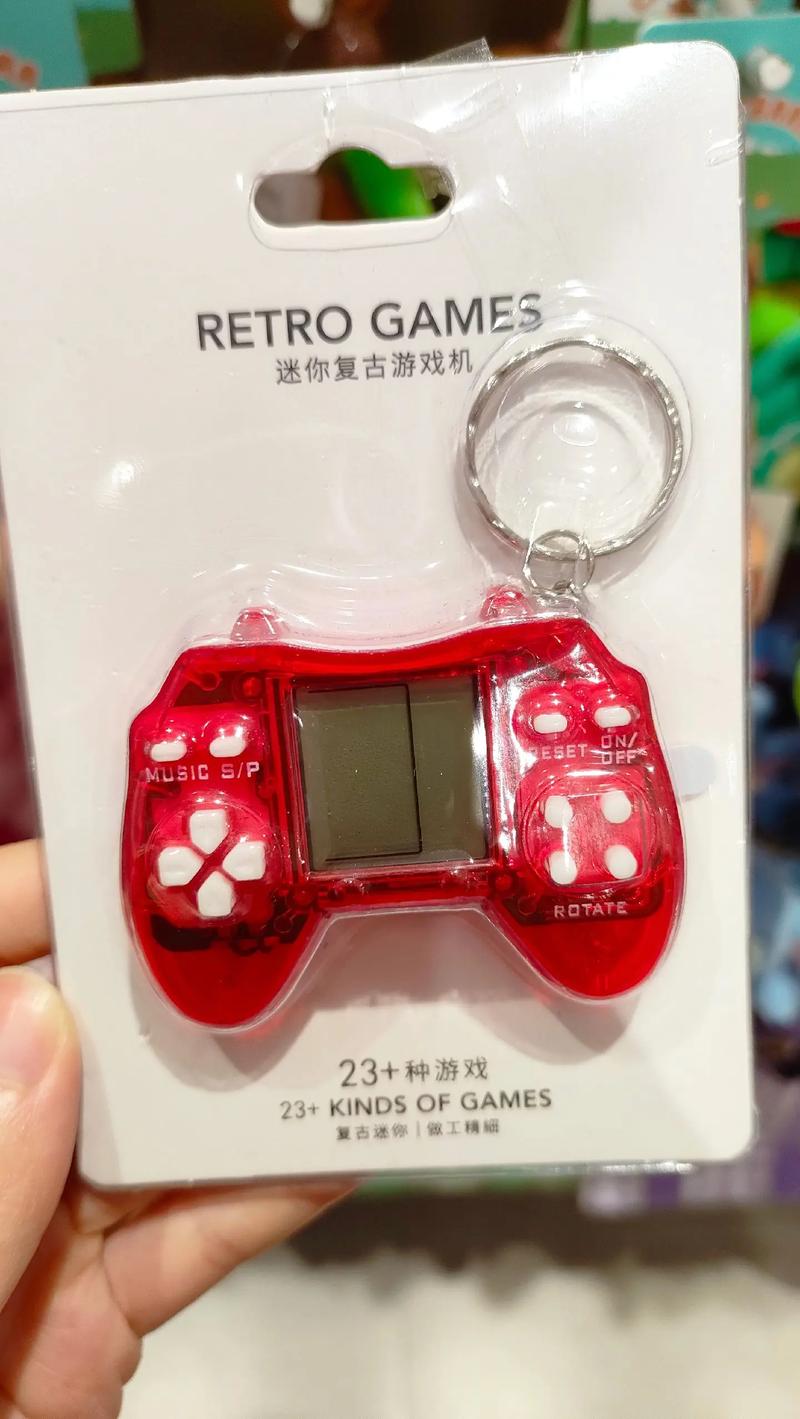 RETRO GAMES
迷你复古游戏机
MUSIC S/P
RESET ON/
OFF
ROTATE
23+种游戏
23+ KINDS OF GAMES
复古迷你｜做工精細